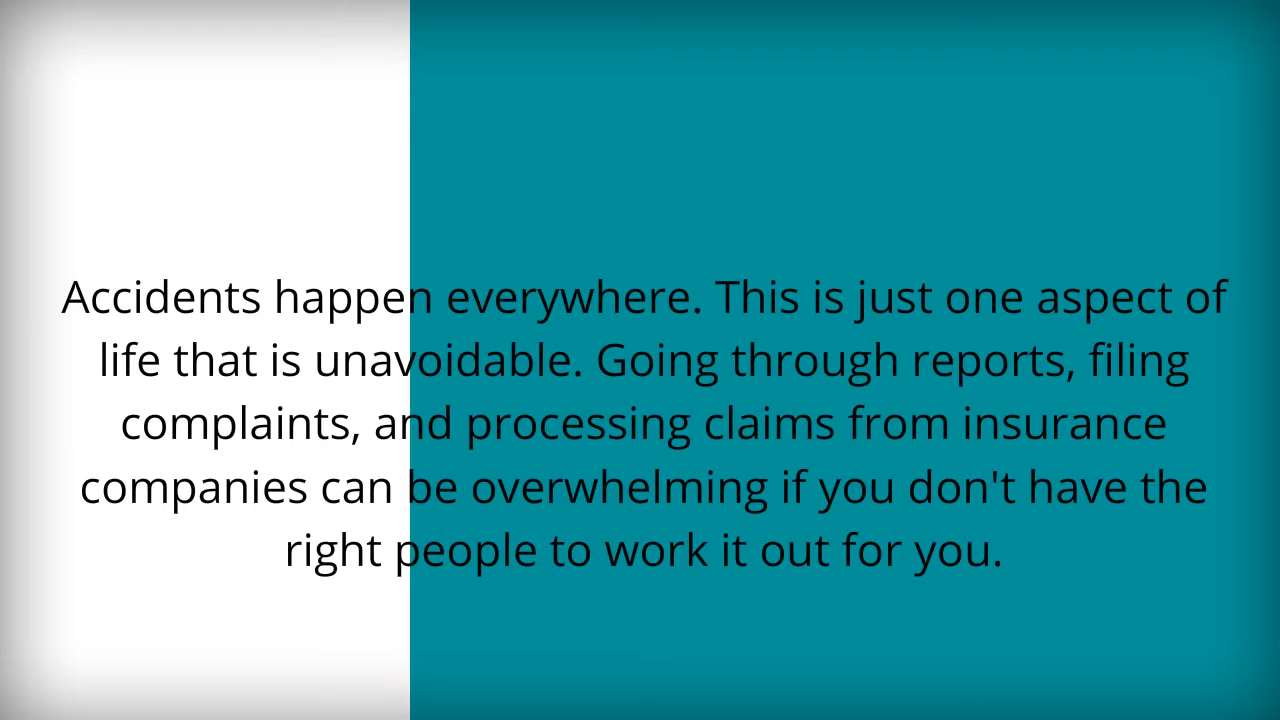 Accidents happen everywhere. This is just one aspect of
life that is unavoidable. Going through reports, filing
complaints, and processing claims from insurance
companies can be overwhelming if you don't have the
right people to work it out for you.